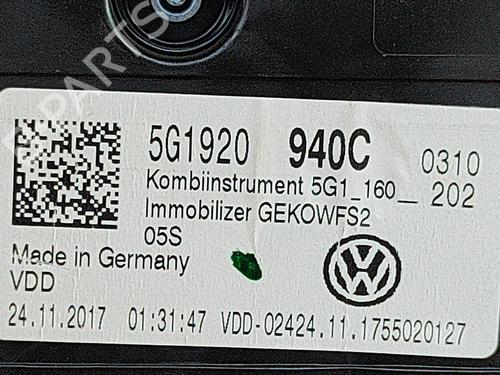 5G1920 940C 0310
Kombiinstrument 5G1_160__ 202
Immobilizer GEKOWFS2
05S
Made in Germany
VDD
24.11.2017 01:31:47 VDD-02424.11.1755020127